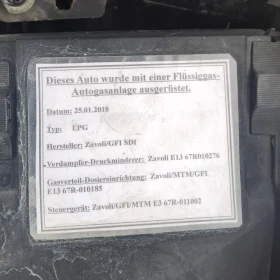 Dieses Auto wurde mit einer Flüssiggas-
Autogasanlage ausgerüstet.
Datum: 25.01.2018
Typ: LPG
Hersteller: Zavoli/GFI SDI
Verdampfer-Druckminderer: Zavoli E13 67R010276
Gasverteil-Dosiereinrichtung: Zavoli/MTM/GFI
E13 67R-010185
Steuergerät: Zavoli/GFI/MTM E3 67R-011002